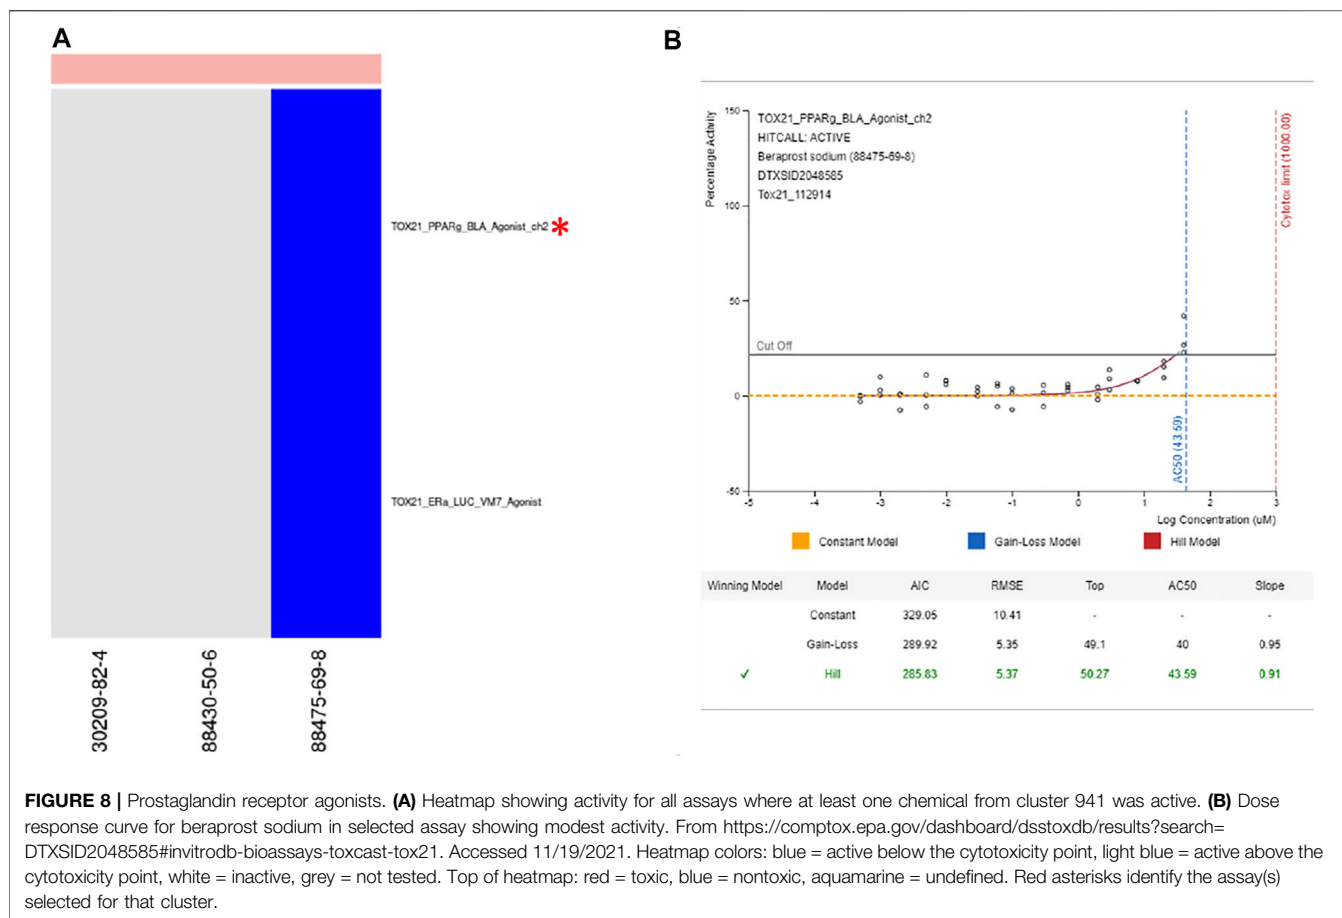 A
TOX21_PPARg_BLA_Agonist_ch2 *
TOX21_ERa_LUC_VM7_Agonist
30209-82-4
88430-50-6
88475-69-8
B
Percentage Activity
150
100
50
0
-50
TOX21_PPARg_BLA_Agonist_ch2
HITCALL: ACTIVE
Beraprost sodium (88475-69-8)
DTXSID2048585
Tox21_112914
Cut Off
AC50 (43.59)
Cytotox limit (1000.00)
-5 -4 -3 -2 -1 0 1 2 3
Log Concentration (uM)
Constant Model Gain-Loss Model Hill Model
Winning Model Model AIC RMSE Top AC50 Slope
Constant 329.05 10.41 - - -
Gain-Loss 289.92 5.35 49.1 40 0.95
✓ Hill 285.83 5.37 50.27 43.59 0.91
FIGURE 8 | Prostaglandin receptor agonists. (A) Heatmap showing activity for all assays where at least one chemical from cluster 941 was active. (B) Dose
response curve for beraprost sodium in selected assay showing modest activity. From https://comptox.epa.gov/dashboard/dsstoxdb/results?search=
DTXSID2048585#invitrodb-bioassays-toxcast-tox21. Accessed 11/19/2021. Heatmap colors: blue = active below the cytotoxicity point, light blue = active above the
cytotoxicity point, white = inactive, grey = not tested. Top of heatmap: red = toxic, blue = nontoxic, aquamarine = undefined. Red asterisks identify the assay(s)
selected for that cluster.